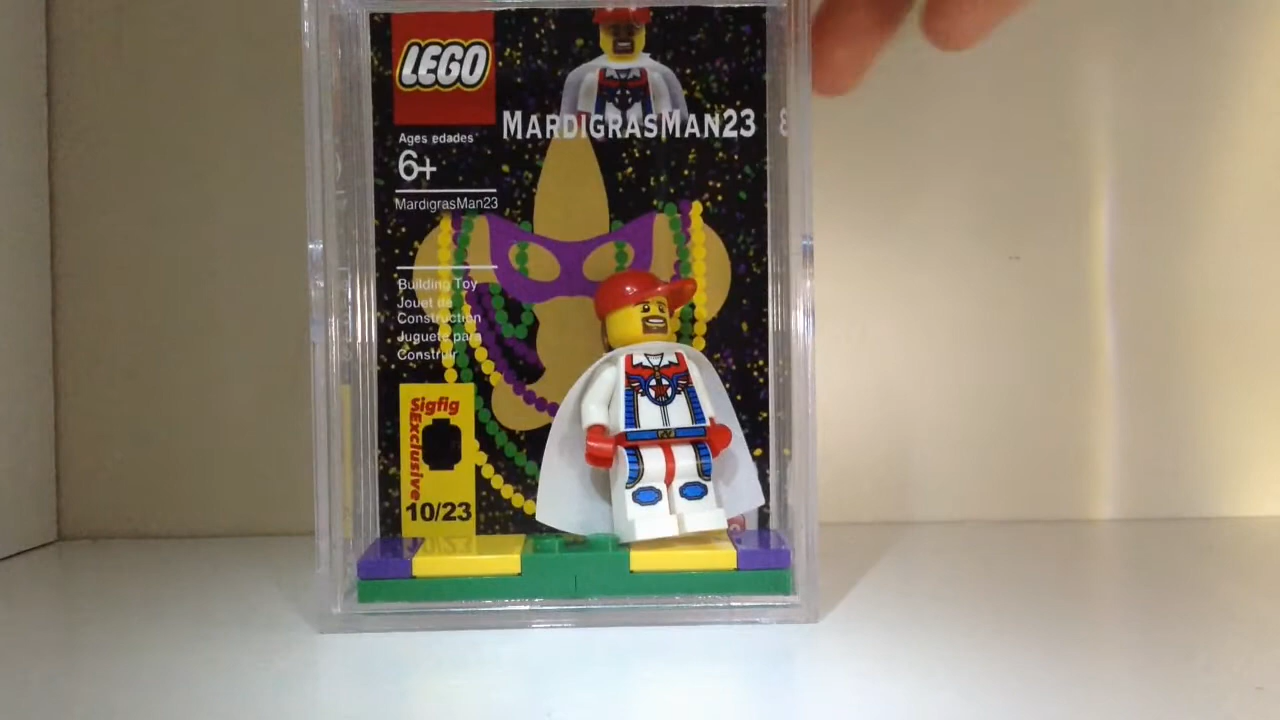 LEGO
MARDIGRASMAN23
Ages edades
6+
MardigrasMan23
Building Toy
Jouet de
Construction
Juguete para
Construir
Sigfig
Exclusive
10/23